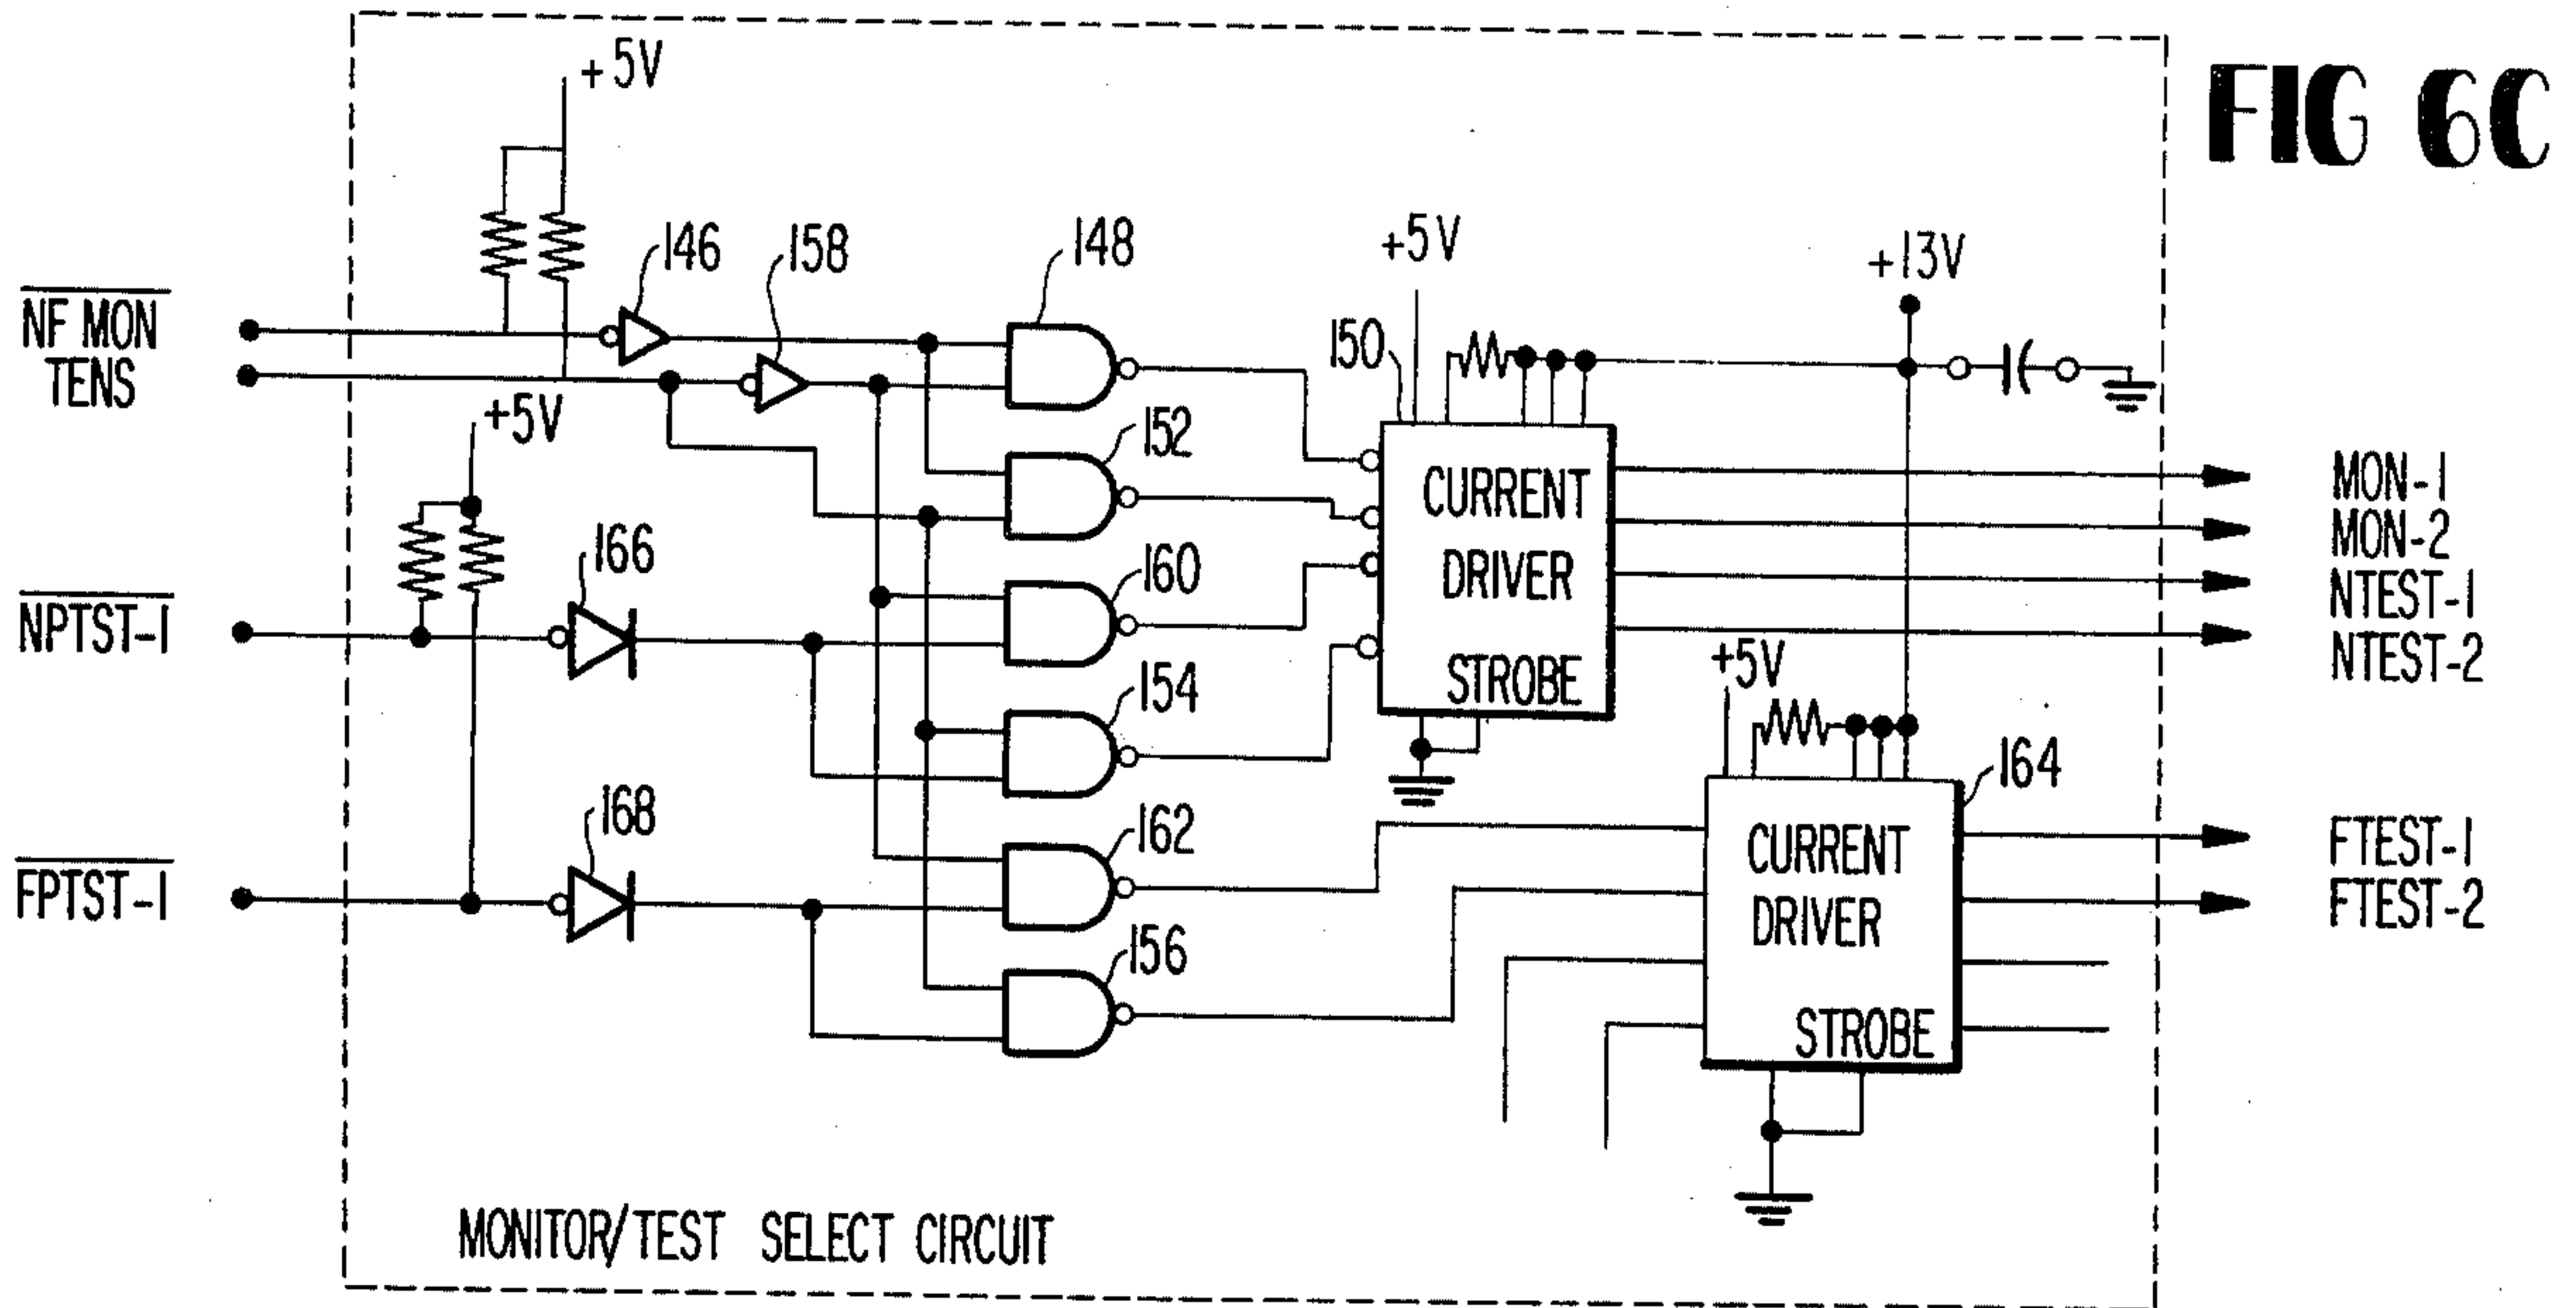 FIG 6C
+5V
146
158
148
+5V
+13V
NF MON
TENS
150
+5V
152
CURRENT
DRIVER
STROBE
MON-1
MON-2
NTEST-1
NTEST-2
166
160
NPTST-1
154
+5V
164
168
162
CURRENT
DRIVER
STROBE
FTEST-1
FTEST-2
FPTST-1
156
MONITOR/TEST SELECT CIRCUIT